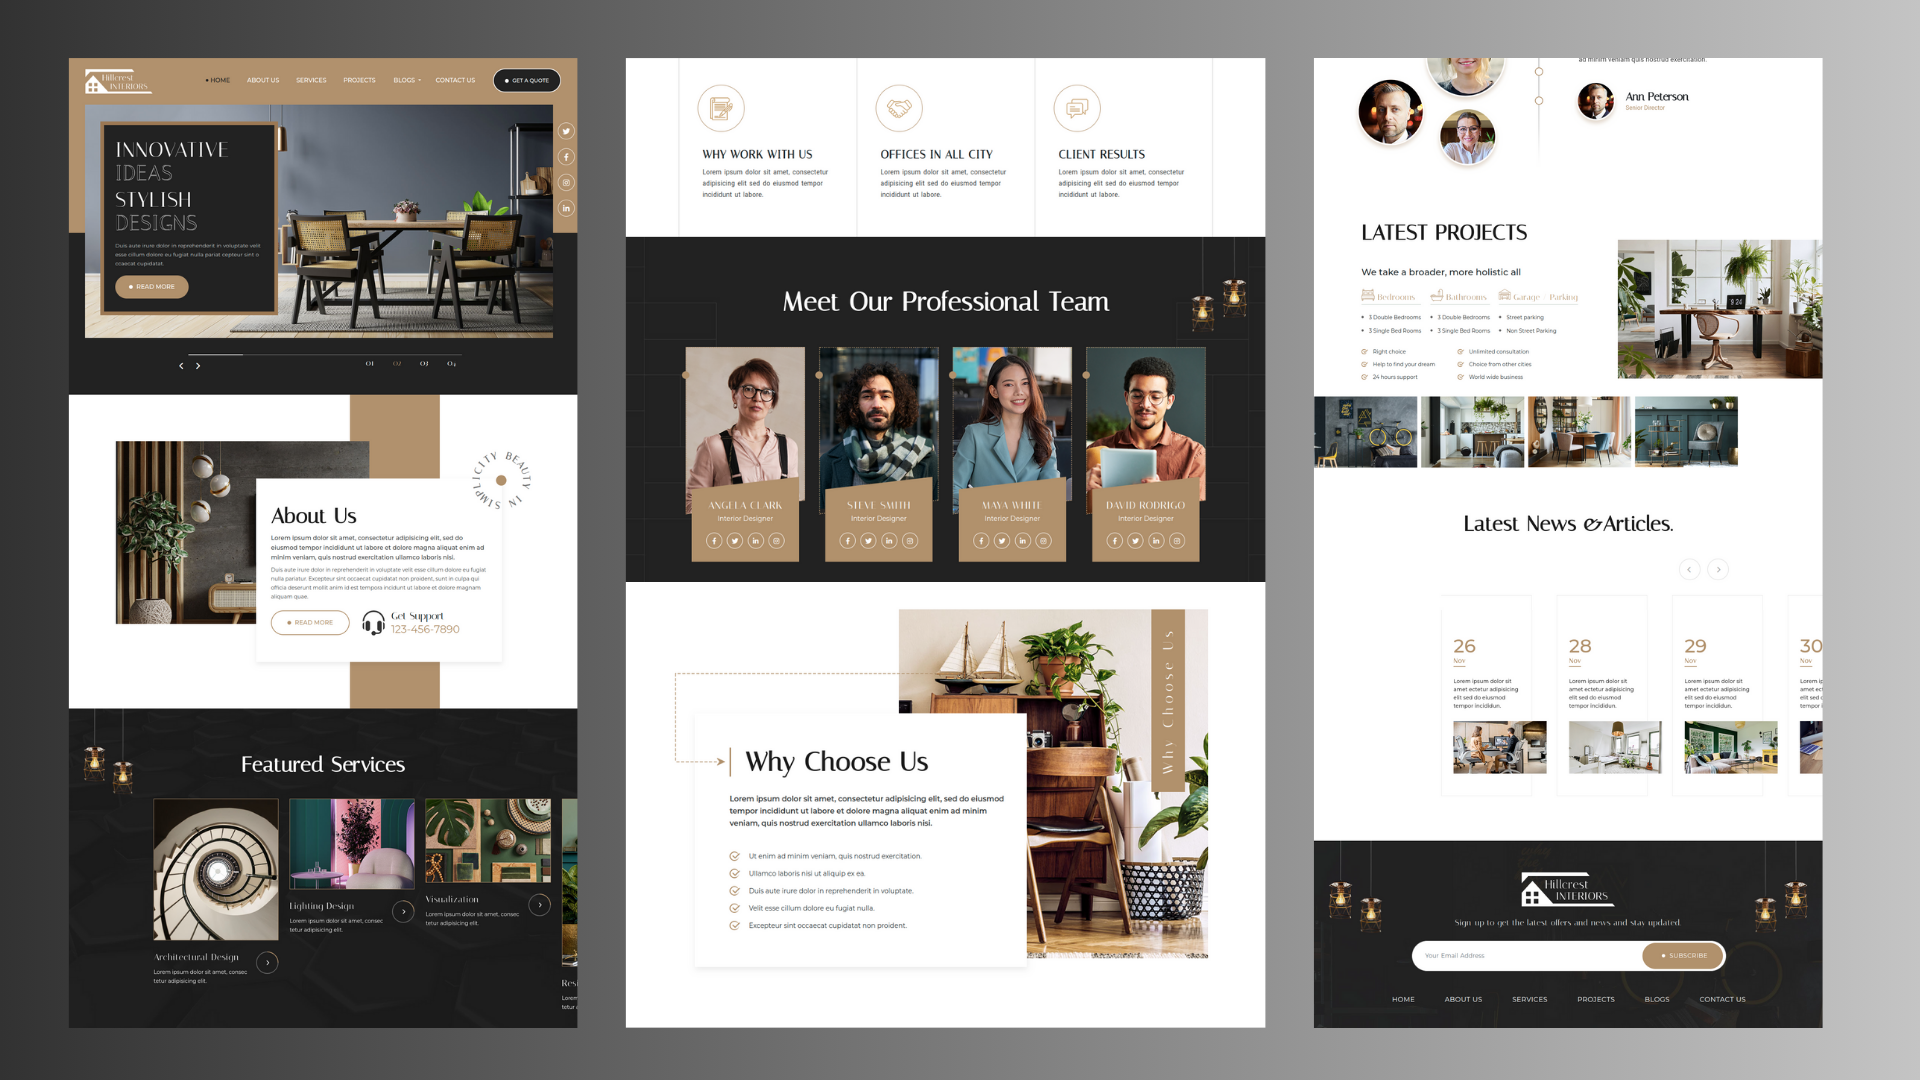 Hillcrest
INTERIORS
HOME
ABOUT US
SERVICES
PROJECTS
BLOGS
CONTACT US
GET A QUOTE
INNOVATIVE
IDEAS
STYLISH
DESIGNS
Duis aute irure dolor in reprehenderit in voluptate velit
esse cillum dolore eu fugiat nulla pariat cepteur sint o
ccaecat cupidatat.
READ MORE
01
02
03
04
SIMPLICITY BEAUTY IN
About Us
Lorem ipsum dolor sit amet, consectetur adipisicing elit, sed do
eiusmod tempor incididunt ut labore et dolore magna aliquat enim ad
minim veniam, quis nostrud exercitation ullamco laboris nisi.
Duis aute irure dolor in reprehenderit in voluptate velit esse cillum dolore eu fugiat
nulla pariatur. Excepteur sint occaecat cupidatat non proident, sunt in culpa qui
officia deserunt mollit anim id est tempora incidunt ut labore et dolore magnam
aliquam quae.
READ MORE
Get Support
123-456-7890
Featured Services
Architectural Design
Lorem ipsum dolor sit amet, consec
tetur adipisicing elit.
Lighting Design
Lorem ipsum dolor sit amet, consec
tetur adipisicing elit.
Visualization
Lorem ipsum dolor sit amet, consec
tetur adipisicing elit.
Resi
Lorem
tetur a
WHY WORK WITH US
Lorem ipsum dolor sit amet, consectetur
adipisicing elit sed do eiusmod tempor
incididunt ut labore.
OFFICES IN ALL CITY
Lorem ipsum dolor sit amet, consectetur
adipisicing elit sed do eiusmod tempor
incididunt ut labore.
CLIENT RESULTS
Lorem ipsum dolor sit amet, consectetur
adipisicing elit sed do eiusmod tempor
incididunt ut labore.
Meet Our Professional Team
ANGELA CLARK
Interior Designer
STEVE SMITH
Interior Designer
MAYA WHITE
Interior Designer
DAVID RODRIGO
Interior Designer
Why Choose Us
Why Choose Us
Lorem ipsum dolor sit amet, consectetur adipisicing elit, sed do eiusmod
tempor incididunt ut labore et dolore magna aliquat enim ad minim
veniam, quis nostrud exercitation ullamco laboris nisi.
Ut enim ad minim veniam, quis nostrud exercitation.
Ullamco laboris nisi ut aliquip ex ea.
Duis aute irure dolor in reprehenderit in voluptate.
Velit esse cillum dolore eu fugiat nulla.
Excepteur sint occaecat cupidatat non proident.
ad minim veniam quis nostrud exercitation.
Ann Peterson
Senior Director
LATEST PROJECTS
We take a broader, more holistic all
Bedrooms
3 Double Bedrooms
3 Single Bed Rooms
Bathrooms
3 Double Bedrooms
3 Single Bed Rooms
Garage / Parking
Street parking
Non Street Parking
Right choice
Help to find your dream
24 hours support
Unlimited consultation
Choice from other cities
World wide business
Latest News & Articles.
26
Nov
Lorem ipsum dolor sit
amet ectetur adipisicing
elit sed do eiusmod
tempor incididun.
28
Nov
Lorem ipsum dolor sit
amet ectetur adipisicing
elit sed do eiusmod
tempor incididun.
29
Nov
Lorem ipsum dolor sit
amet ectetur adipisicing
elit sed do eiusmod
tempor incididun.
30
Nov
Lorem ip
amet ec
elit sed d
tempor i
Hillcrest
INTERIORS
Sign up to get the latest offers and news and stay updated.
Your Email Address
SUBSCRIBE
HOME
ABOUT US
SERVICES
PROJECTS
BLOGS
CONTACT US